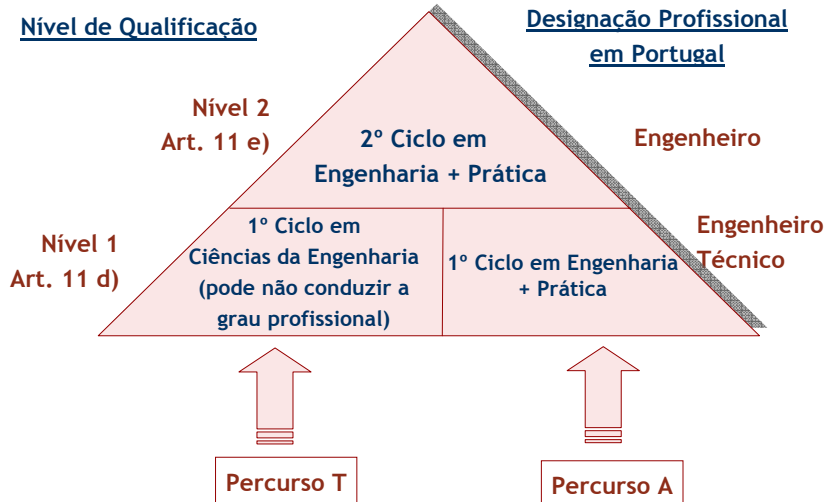 Nível de Qualificação
Designação Profissional
em Portugal
Nível 2
Art. 11 e)
2º Ciclo em
Engenharia + Prática
Engenheiro
Nível 1
Art. 11 d)
1º Ciclo em
Ciências da Engenharia
(pode não conduzir a
grau profissional)
1º Ciclo em Engenharia
+ Prática
Engenheiro
Técnico
Percurso T
Percurso A